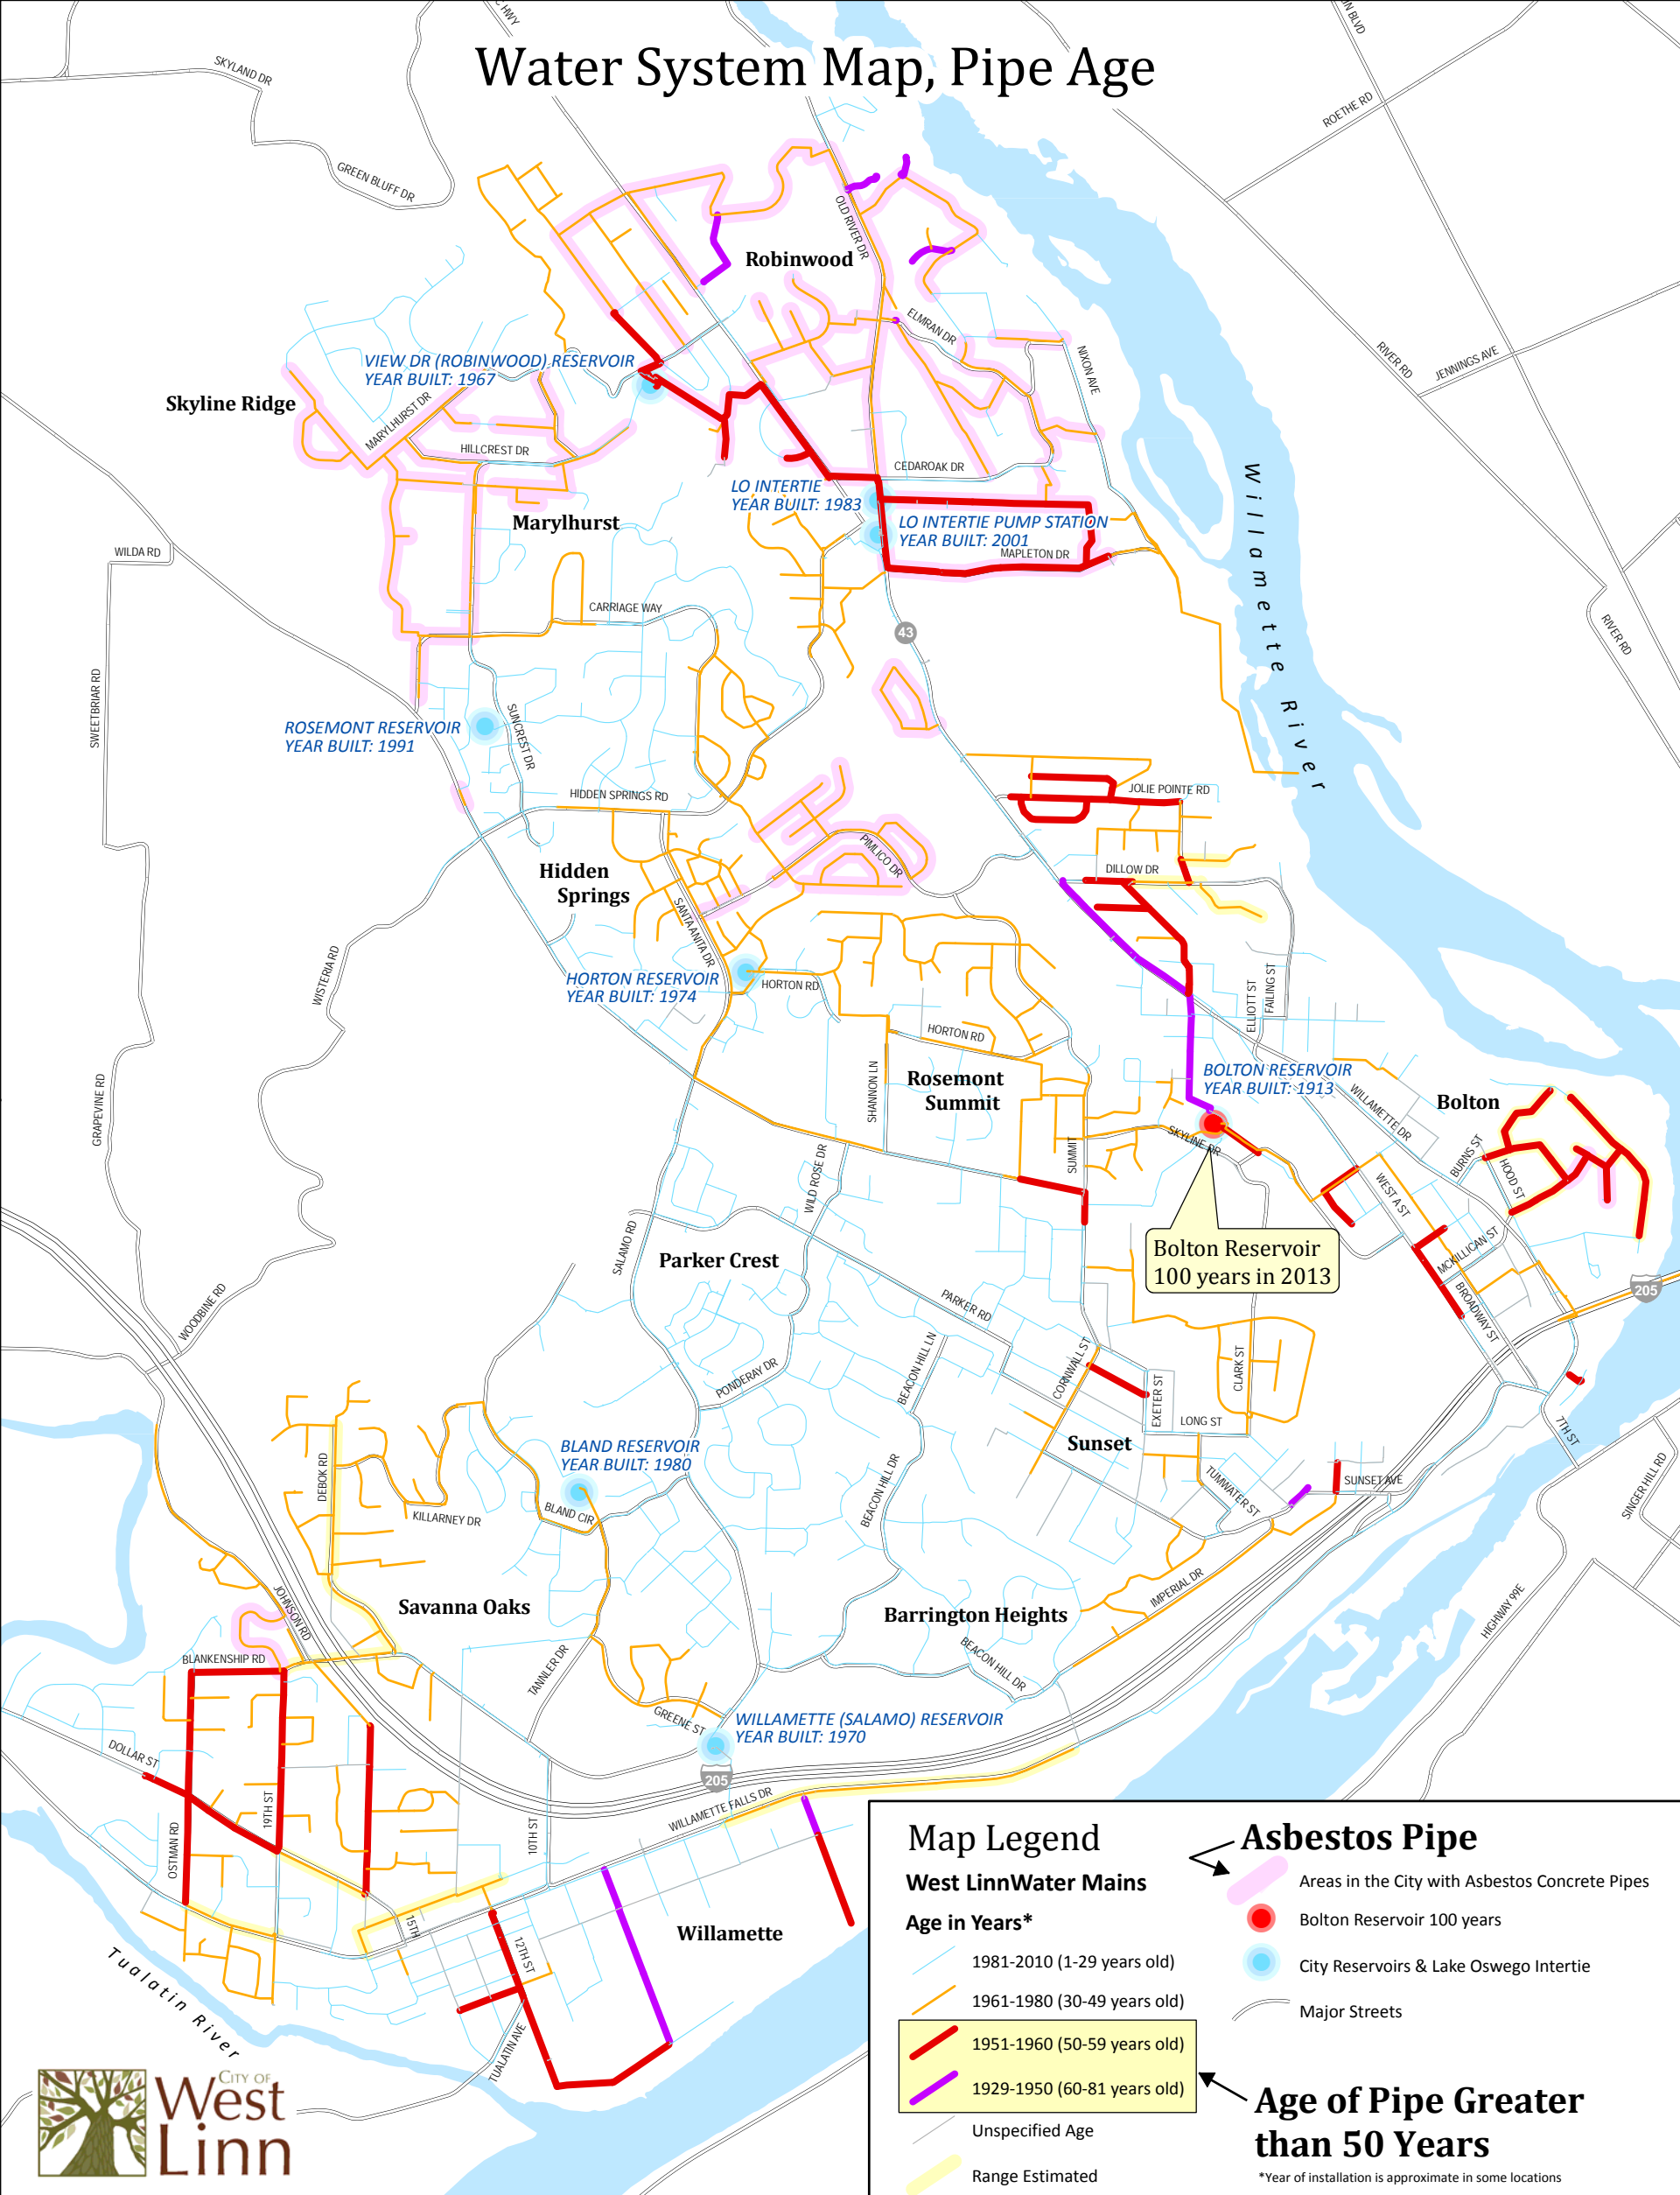 Water System Map, Pipe Age
C HWY
N BLVD
SKYLAND DR
ROETHE RD
GREEN BLUFF DR
OLD RIVER DR
Robinwood
ELMRAN DR
NIXON AVE
RIVER RD
JENNINGS AVE
VIEW DR (ROBINWOOD) RESERVOIR
YEAR BUILT: 1967
Skyline Ridge
MARYLHURST DR
HILLCREST DR
CEDAROAK DR
LO INTERTIE
YEAR BUILT: 1983
LO INTERTIE PUMP STATION
YEAR BUILT: 2001
Marylhurst
MAPLETON DR
WILDA RD
Willamette River
CARRIAGE WAY
43
RIVER RD
SWEETBRIAR RD
ROSEMONT RESERVOIR
YEAR BUILT: 1991
SUNCREST DR
HIDDEN SPRINGS RD
JOLIE POINTE RD
PIMLICO DR
Hidden
Springs
DILLOW DR
SANTA ANITA DR
WISTERIA RD
HORTON RESERVOIR
YEAR BUILT: 1974
HORTON RD
ELLIOTT ST
FAILING ST
HORTON RD
SHANNON LN
Rosemont
Summit
BOLTON RESERVOIR
YEAR BUILT: 1913
WILLAMETTE DR
Bolton
GRAPEVINE RD
SKYLINE DR
SUMMIT
BURNS ST
HOOD ST
WILD ROSE DR
WEST A ST
SALAMO RD
Parker Crest
Bolton Reservoir
100 years in 2013
MCKILLICAN ST
BROADWAY ST
205
WOODBINE RD
PARKER RD
PONDERAY DR
BEACON HILL LN
CORNWALL ST
EXETER ST
CLARK ST
LONG ST
7TH ST
Sunset
BLAND RESERVOIR
YEAR BUILT: 1980
DEBOK RD
KILLARNEY DR
BLAND CIR
BEACON HILL DR
TUMWATER ST
SUNSET AVE
SINGER HILL RD
JOHNSON RD
Savanna Oaks
IMPERIAL DR
Barrington Heights
HIGHWAY 99E
BLANKENSHIP RD
TANNLER DR
BEACON HILL DR
GREENE ST
WILLAMETTE (SALAMO) RESERVOIR
YEAR BUILT: 1970
DOLLAR ST
205
WILLAMETTE FALLS DR
OSTMAN RD
19TH ST
10TH ST
15TH
12TH ST
Willamette
Tualatin River
TUALATIN AVE
CITY OF
West
Linn
Map Legend
West LinnWater Mains
Age in Years*
1981-2010 (1-29 years old)
1961-1980 (30-49 years old)
1951-1960 (50-59 years old)
1929-1950 (60-81 years old)
Unspecified Age
Range Estimated
Asbestos Pipe
Areas in the City with Asbestos Concrete Pipes
Bolton Reservoir 100 years
City Reservoirs & Lake Oswego Intertie
Major Streets
Age of Pipe Greater
than 50 Years
*Year of installation is approximate in some locations